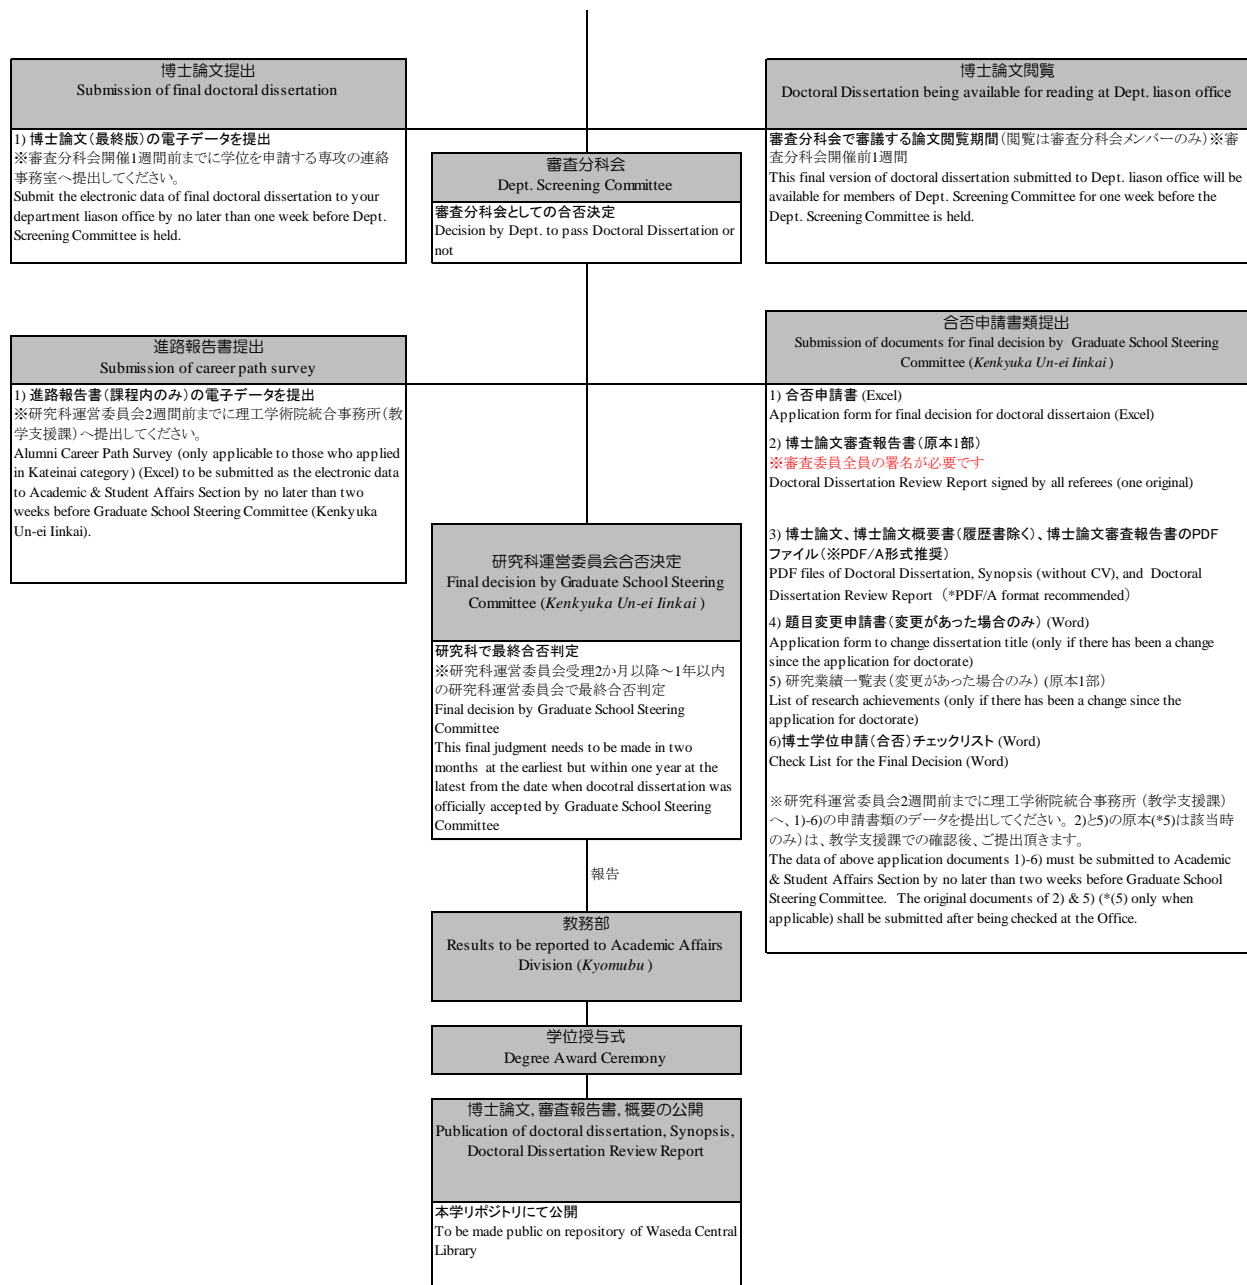 博士論文提出
Submission of final doctoral dissertation
1) 博士論文（最終版）の電子データを提出
※審査分科会開催1週間前までに学位を申請する専攻の連絡
事務室へ提出してください。
Submit the electronic data of final doctoral dissertation to your
department liason office by no later than one week before Dept.
Screening Committee is held.
審査分科会
Dept. Screening Committee
審査分科会としての合否決定
Decision by Dept. to pass Doctoral Dissertation or
not
博士論文閲覧
Doctoral Dissertation being available for reading at Dept. liason office
審査分科会で審議する論文閲覧期間（閲覧は審査分科会メンバーのみ）※審
査分科会開催前1週間
This final version of doctoral dissertation submitted to Dept. liason office will be
available for members of Dept. Screening Committee for one week before the
Dept. Screening Committee is held.
進路報告書提出
Submission of career path survey
1) 進路報告書（課程内のみ）の電子データを提出
※研究科運営委員会2週間前までに理工学術院統合事務所（教
学支援課）へ提出してください。
Alumni Career Path Survey (only applicable to those who applied
in Kateinai category) (Excel) to be submitted as the electronic data
to Academic & Student Affairs Section by no later than two
weeks before Graduate School Steering Committee (Kenkyuka
Un-ei Iinkai).
合否申請書類提出
Submission of documents for final decision by Graduate School Steering
Committee (Kenkyuka Un-ei Iinkai)
1) 合否申請書 (Excel)
Application form for final decision for doctoral dissertaion (Excel)
2) 博士論文審査報告書（原本1部）
※審査委員全員の署名が必要です
Doctoral Dissertation Review Report signed by all referees (one original)
3) 博士論文、博士論文概要書（履歴書除く）、博士論文審査報告書のPDF
ファイル（※PDF/A形式推奨）
PDF files of Doctoral Dissertation, Synopsis (without CV), and Doctoral
Dissertation Review Report （*PDF/A format recommended）
4) 題目変更申請書（変更があった場合のみ） (Word)
Application form to change dissertation title (only if there has been a change
since the application for doctorate)
5) 研究業績一覧表（変更があった場合のみ） (原本1部)
List of research achievements (only if there has been a change since the
application for doctorate)
6)博士学位申請（合否）チェックリスト (Word)
Check List for the Final Decision (Word)
※研究科運営委員会2週間前までに理工学術院統合事務所 （教学支援課）
へ、1)-6)の申請書類のデータを提出してください。 2)と5)の原本(*5)は該当時
のみ）は、教学支援課での確認後、ご提出頂きます。
The data of above application documents 1)-6) must be submitted to Academic
& Student Affairs Section by no later than two weeks before Graduate School
Steering Committee. The original documents of 2) & 5) (*(5) only when
applicable) shall be submitted after being checked at the Office.
研究科運営委員会合否決定
Final decision by Graduate School Steering
Committee (Kenkyuka Un-ei Iinkai)
研究科で最終合否判定
※研究科運営委員会受理2か月以降～1年以内
の研究科運営委員会で最終合否判定
Final decision by Graduate School Steering
Committee
This final judgment needs to be made in two
months at the earliest but within one year at the
latest from the date when docotral dissertation was
officially accepted by Graduate School Steering
Committee
報告
教務部
Results to be reported to Academic Affairs
Division (Kyomubu)
学位授与式
Degree Award Ceremony
博士論文, 審査報告書, 概要の公開
Publication of doctoral dissertation, Synopsis,
Doctoral Dissertation Review Report
本学リポジトリにて公開
To be made public on repository of Waseda Central
Library